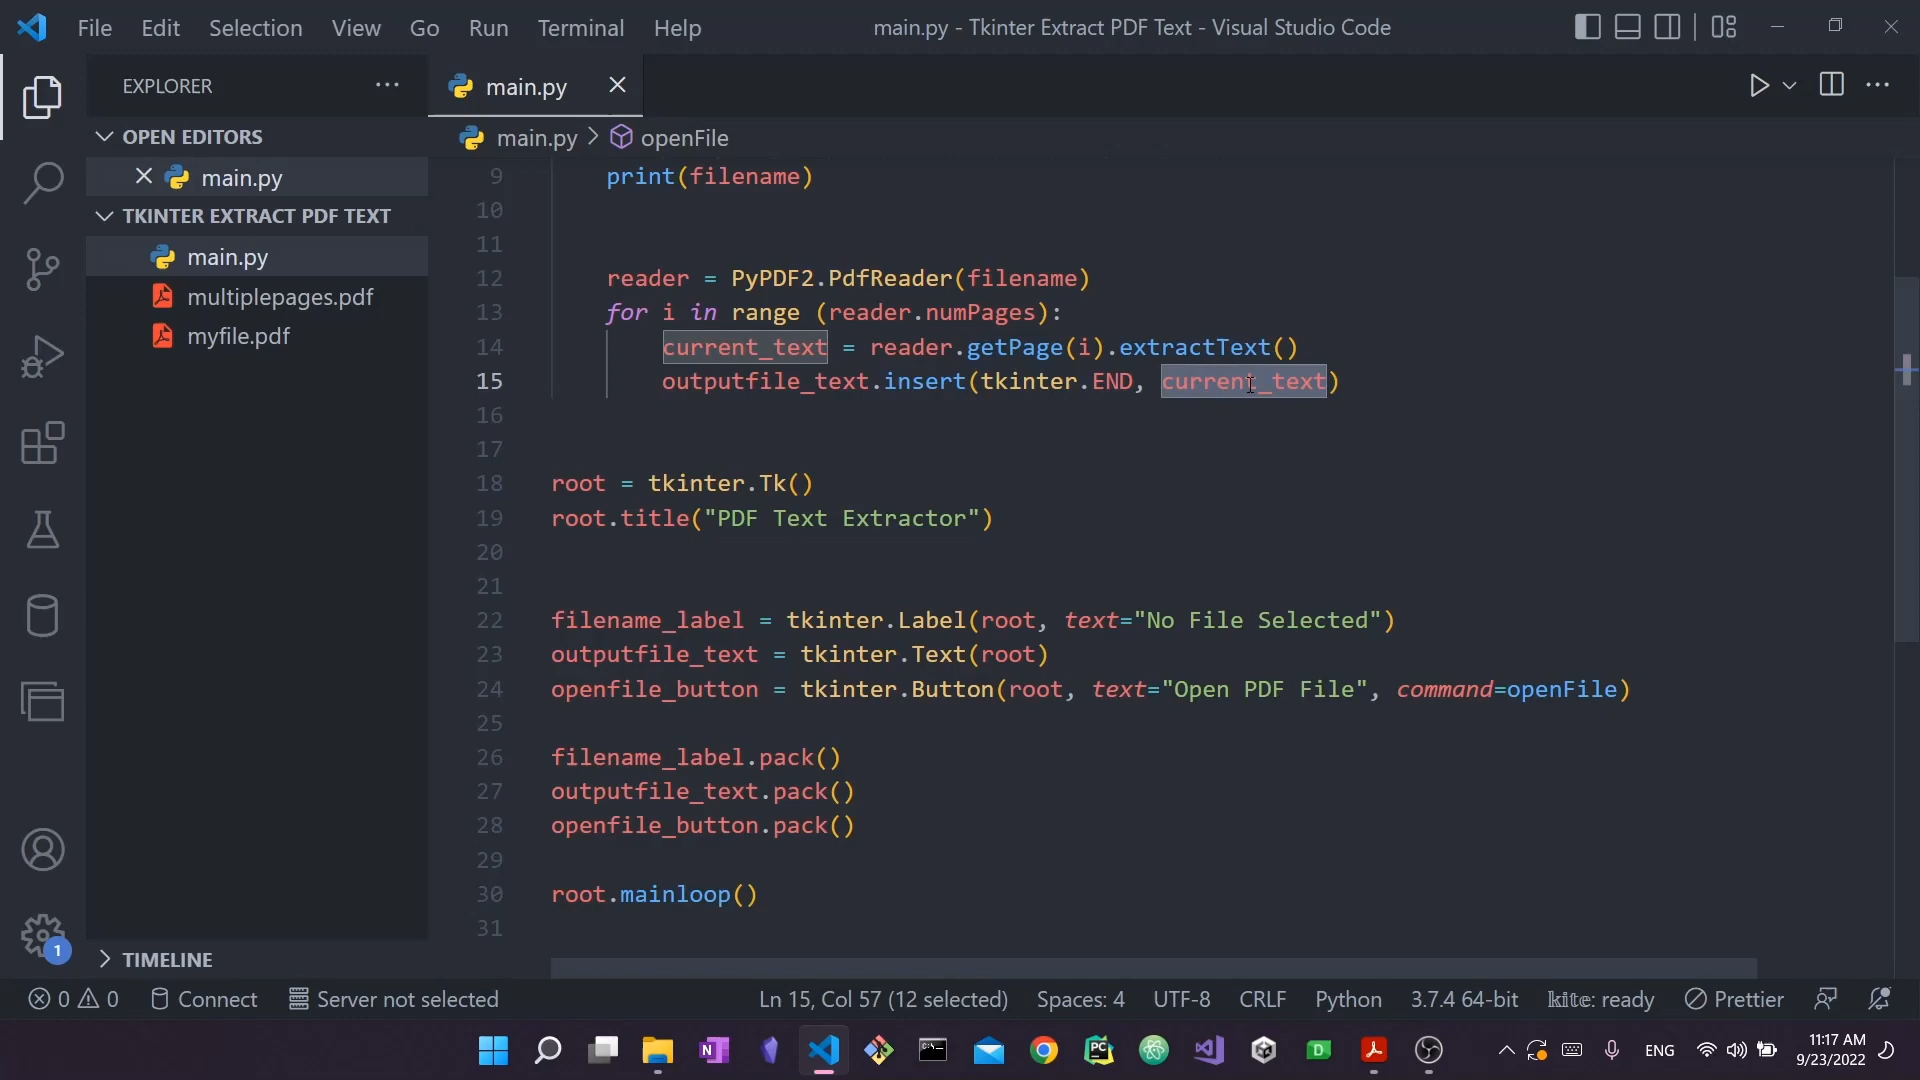 File Edit Selection View Go Run Terminal Help
main.py - Tkinter Extract PDF Text - Visual Studio Code
EXPLORER
main.py
OPEN EDITORS
main.py
TKINTER EXTRACT PDF TEXT
main.py
multiplepages.pdf
myfile.pdf
TIMELINE
main.py > openFile
9 print(filename)
10
11
12 reader = PyPDF2.PdfReader(filename)
13 for i in range (reader.numPages):
14 current_text = reader.getPage(i).extractText()
15 outputfile_text.insert(tkinter.END, current_text)
16
17
18 root = tkinter.Tk()
19 root.title("PDF Text Extractor")
20
21
22 filename_label = tkinter.Label(root, text="No File Selected")
23 outputfile_text = tkinter.Text(root)
24 openfile_button = tkinter.Button(root, text="Open PDF File", command=openFile)
25
26 filename_label.pack()
27 outputfile_text.pack()
28 openfile_button.pack()
29
30 root.mainloop()
31
1
0 0 Connect Server not selected Ln 15, Col 57 (12 selected) Spaces: 4 UTF-8 CRLF Python 3.7.4 64-bit kite: ready Prettier
N PC D ENG 11:17 AM
9/23/2022